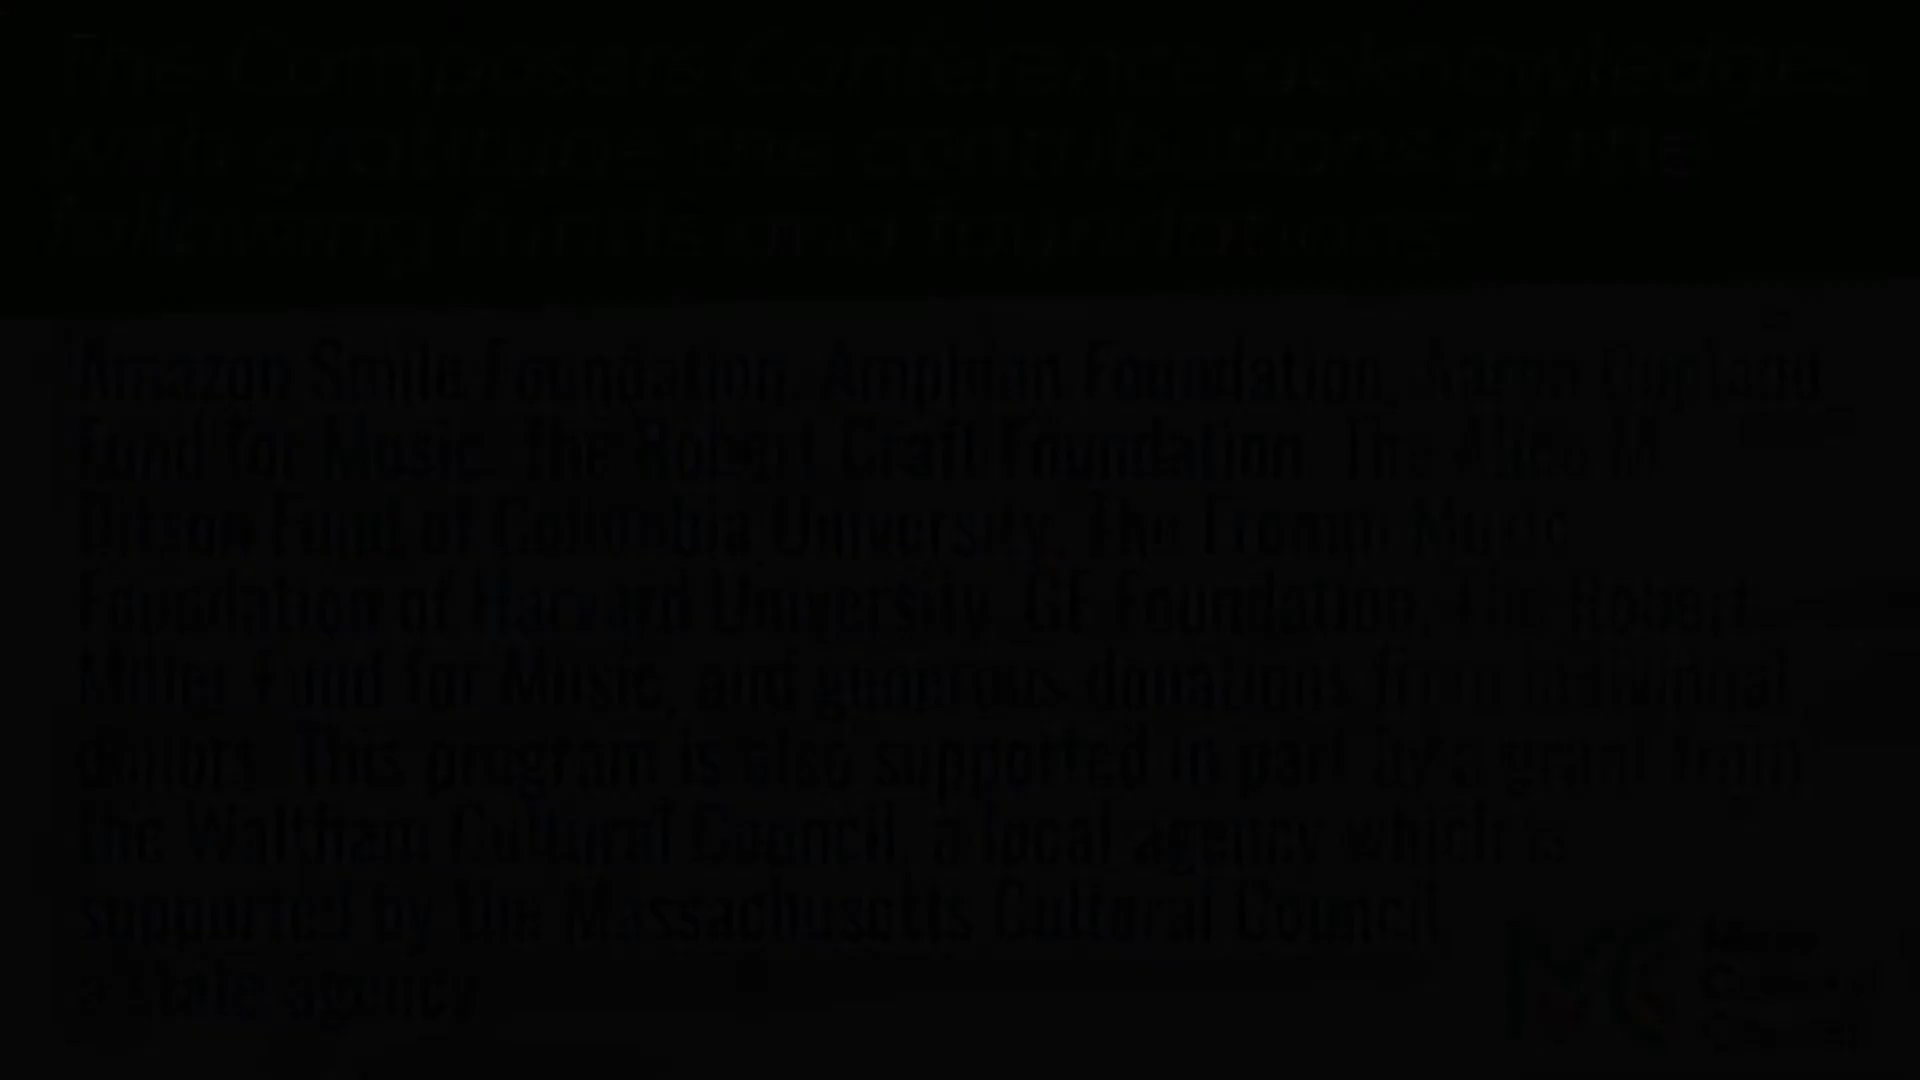 The Composers Conference acknowledges
with gratitude the contributions of the
following funds and foundations
Amazon Smile Foundation, Amphion Foundation, Aaron Copland
Fund for Music, The Robert Craft Foundation, The Alice M.
Ditson Fund of Columbia University, The Fromm Music
Foundation of Harvard University, GE Foundation, The Robert
Miller Fund for Music, and generous donations from individual
donors. This program is also supported in part by a grant from
the Waltham Cultural Council, a local agency which is
supported by the Massachusetts Cultural Council,
a state agency
Mass
Cultural
Council